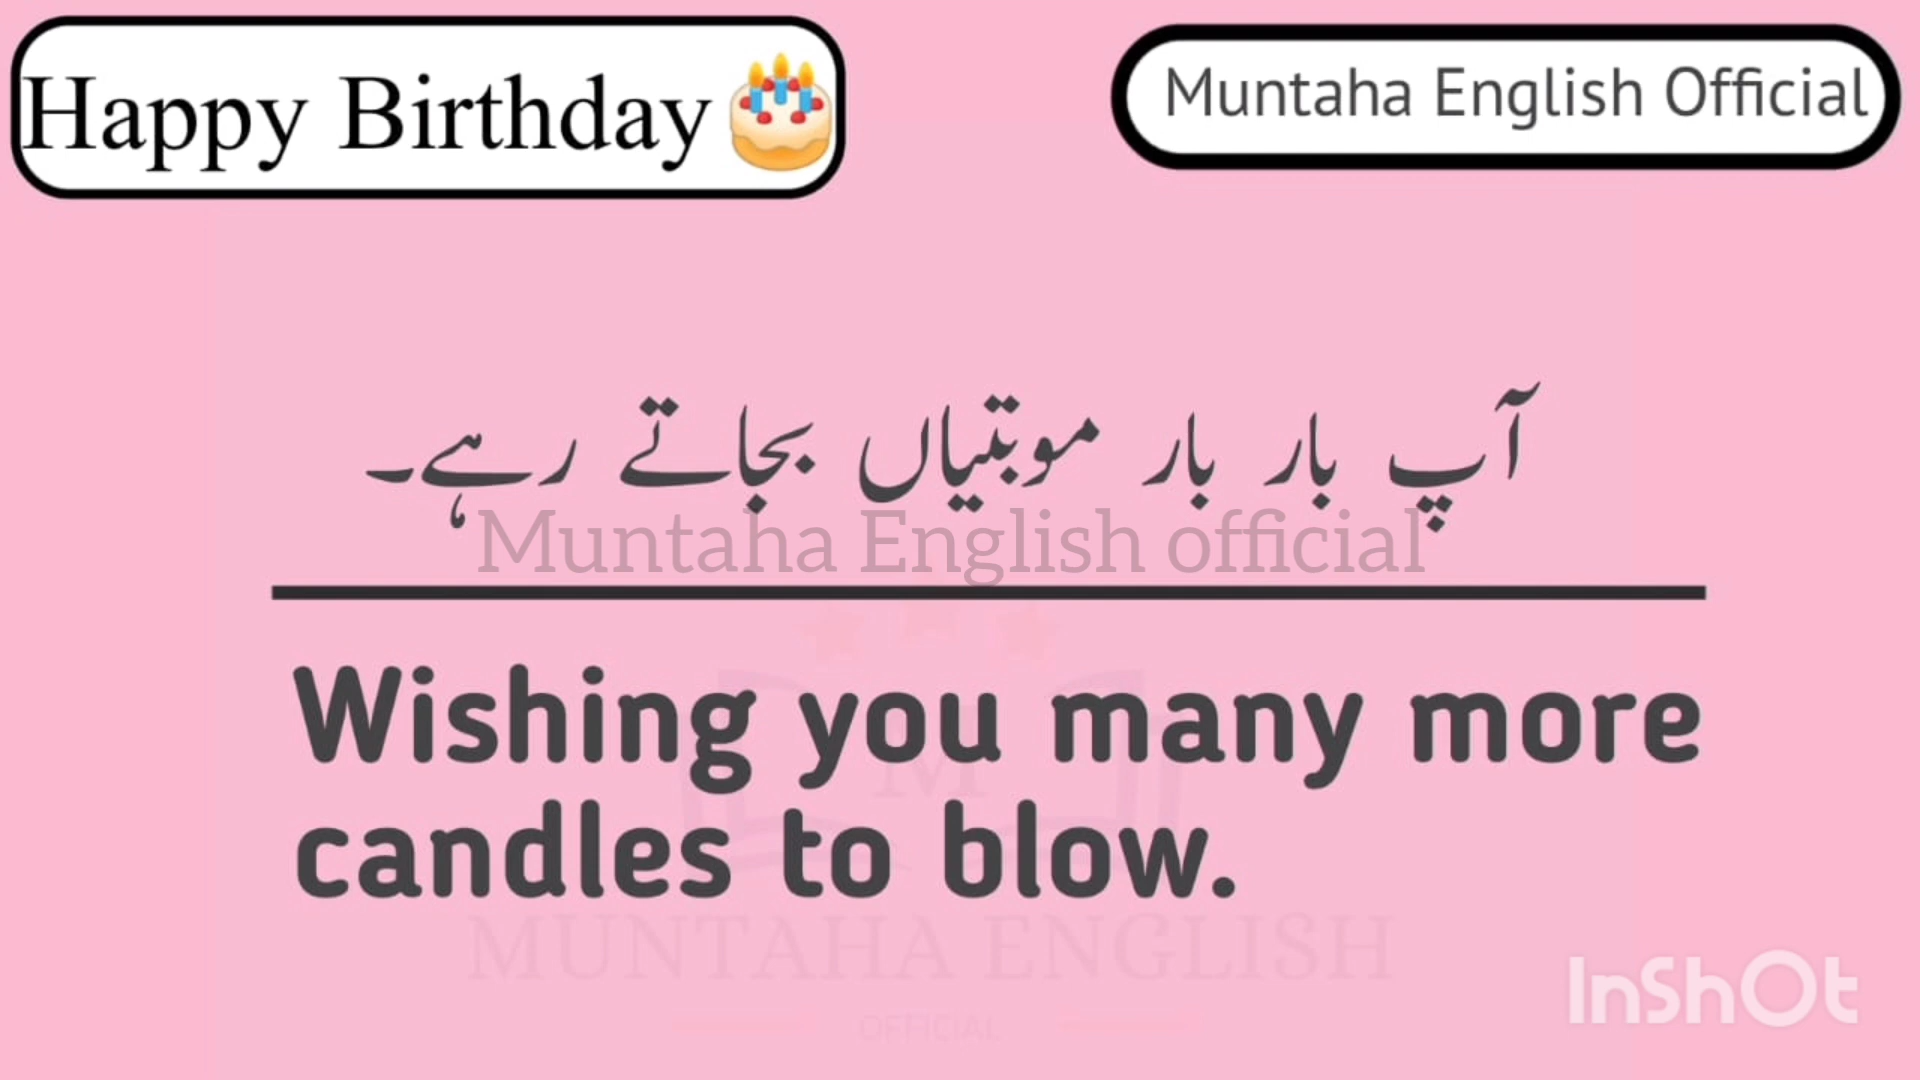 Happy Birthday🎂
Muntaha English Official
آپ بار بار موبتیاں بجاتے رہے۔
Muntaha English official
Wishing you many more
candles to blow.
M
MUNTAHA ENGLISH
OFFICIAL
InShOt